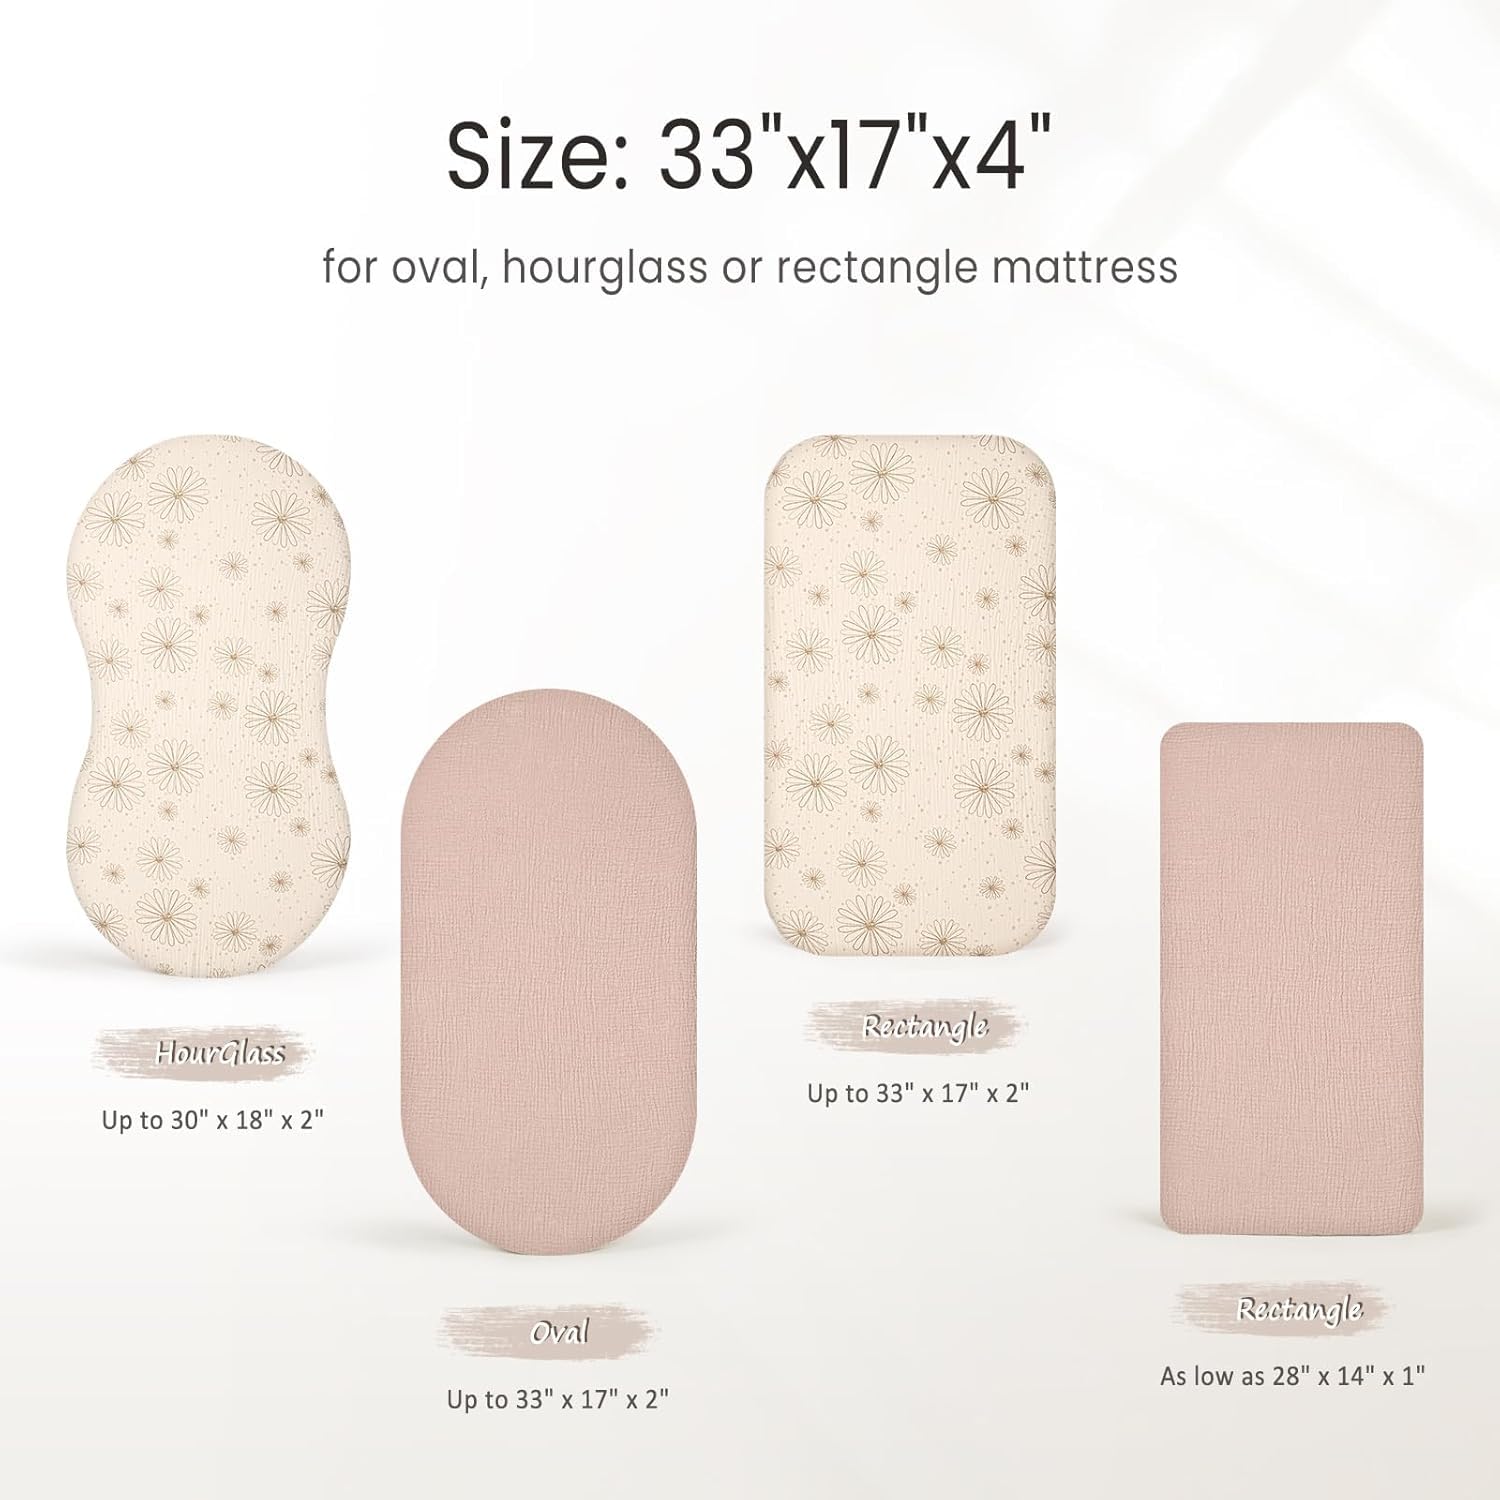 Size: 33"x17"x4"
for oval, hourglass or rectangle mattress
HourGlass
Up to 30" x 18" x 2"
Oval
Up to 33" x 17" x 2"
Rectangle
Up to 33" x 17" x 2"
Rectangle
As low as 28" x 14" x 1"